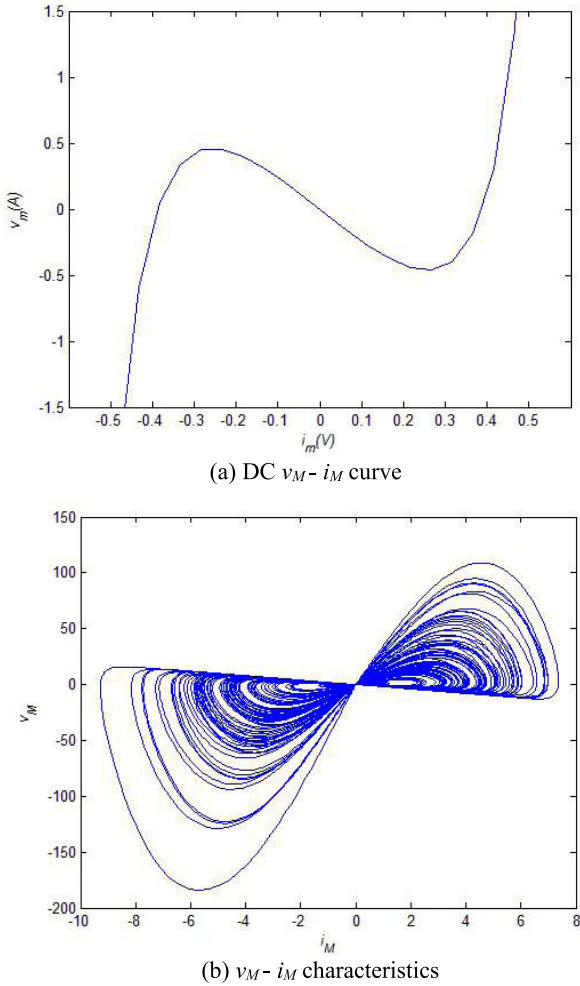 1.5
1
0.5
0
-0.5
-1
-1.5
v_m(A)
-0.5 -0.4 -0.3 -0.2 -0.1 0 0.1 0.2 0.3 0.4 0.5
i_m(V)
(a) DC v_M - i_M curve
150
100
50
0
-50
-100
-150
-200
v_M
-10 -8 -6 -4 -2 0 2 4 6 8
i_M
(b) v_M - i_M characteristics